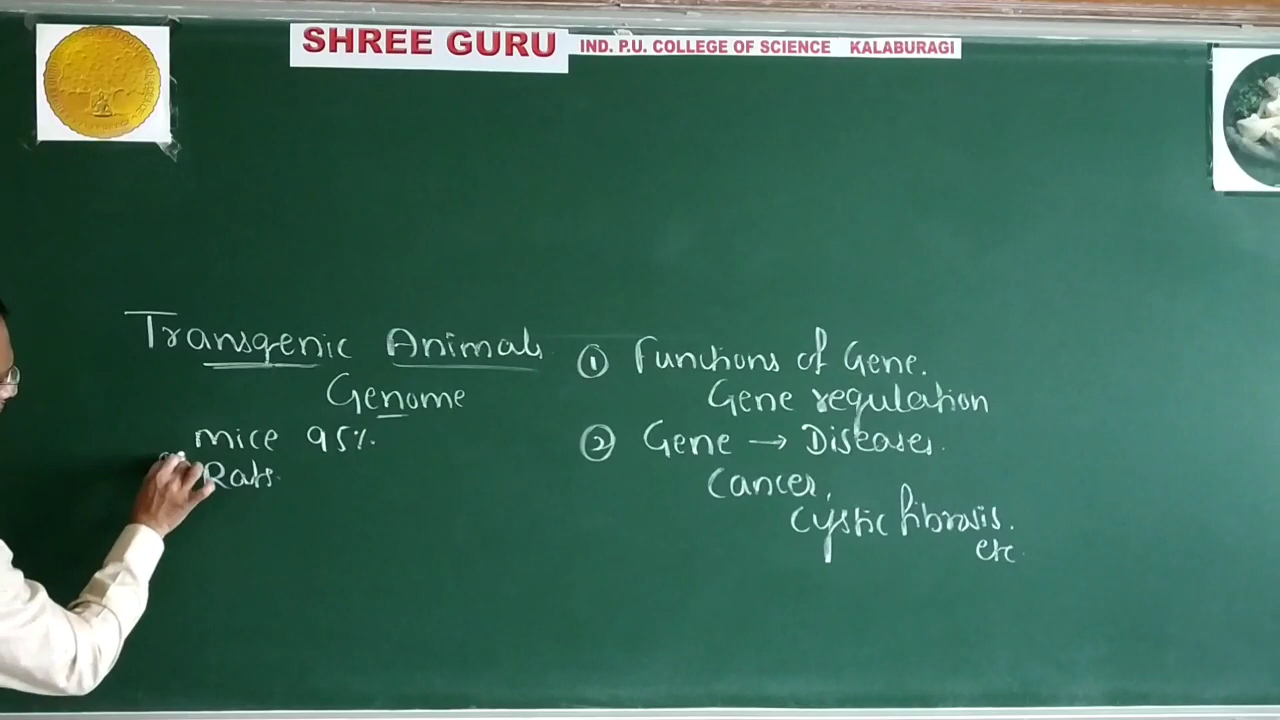 SHREE GURU IND. P.U. COLLEGE OF SCIENCE KALABURAGI
Transgenic Animals
Genome
mice 95%.
Rats.
① Functions of Gene.
Gene regulation
② Gene → Diseases.
Cancer,
Cystic fibrosis.
etc.